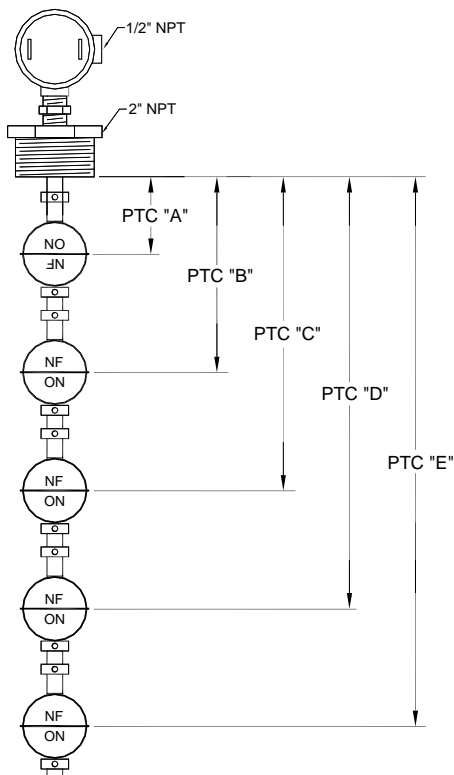 1/2" NPT
2" NPT
PTC "A"
NO
NF
PTC "B"
PTC "C"
NF
ON
PTC "D"
PTC "E"
NF
ON
NF
ON
NF
ON